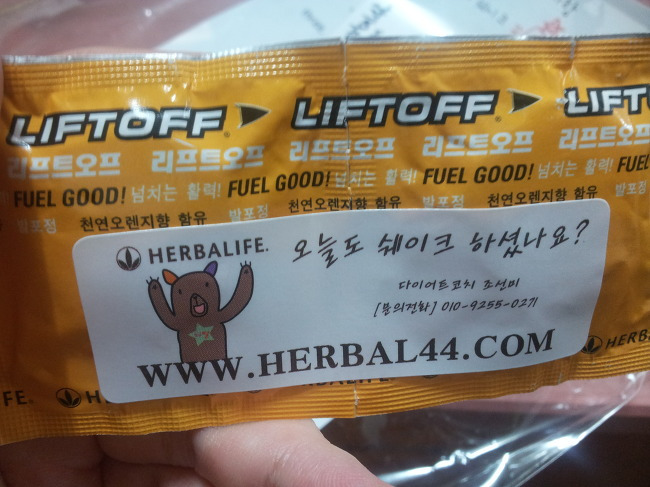 LIFTOFF LIFTOFF LIFT
리프트오프 리프트오프 리프트오프 리프트오프 리프
FUEL GOOD! 넘치는 활력! FUEL GOOD! 넘치는 활력! FUEL GOOD! 넘치는 활력! FUE
발포정 천연오렌지향 함유 발포정 천연오렌지향 함유 발포정 천연오렌지향 함유
HERBALIFE. 오늘도 쉐이크 하셨나요?
다이어트코치 조선미
[문의전화] 010-9255-0271
WWW.HERBAL44.COM
IFE. HERBALIFE